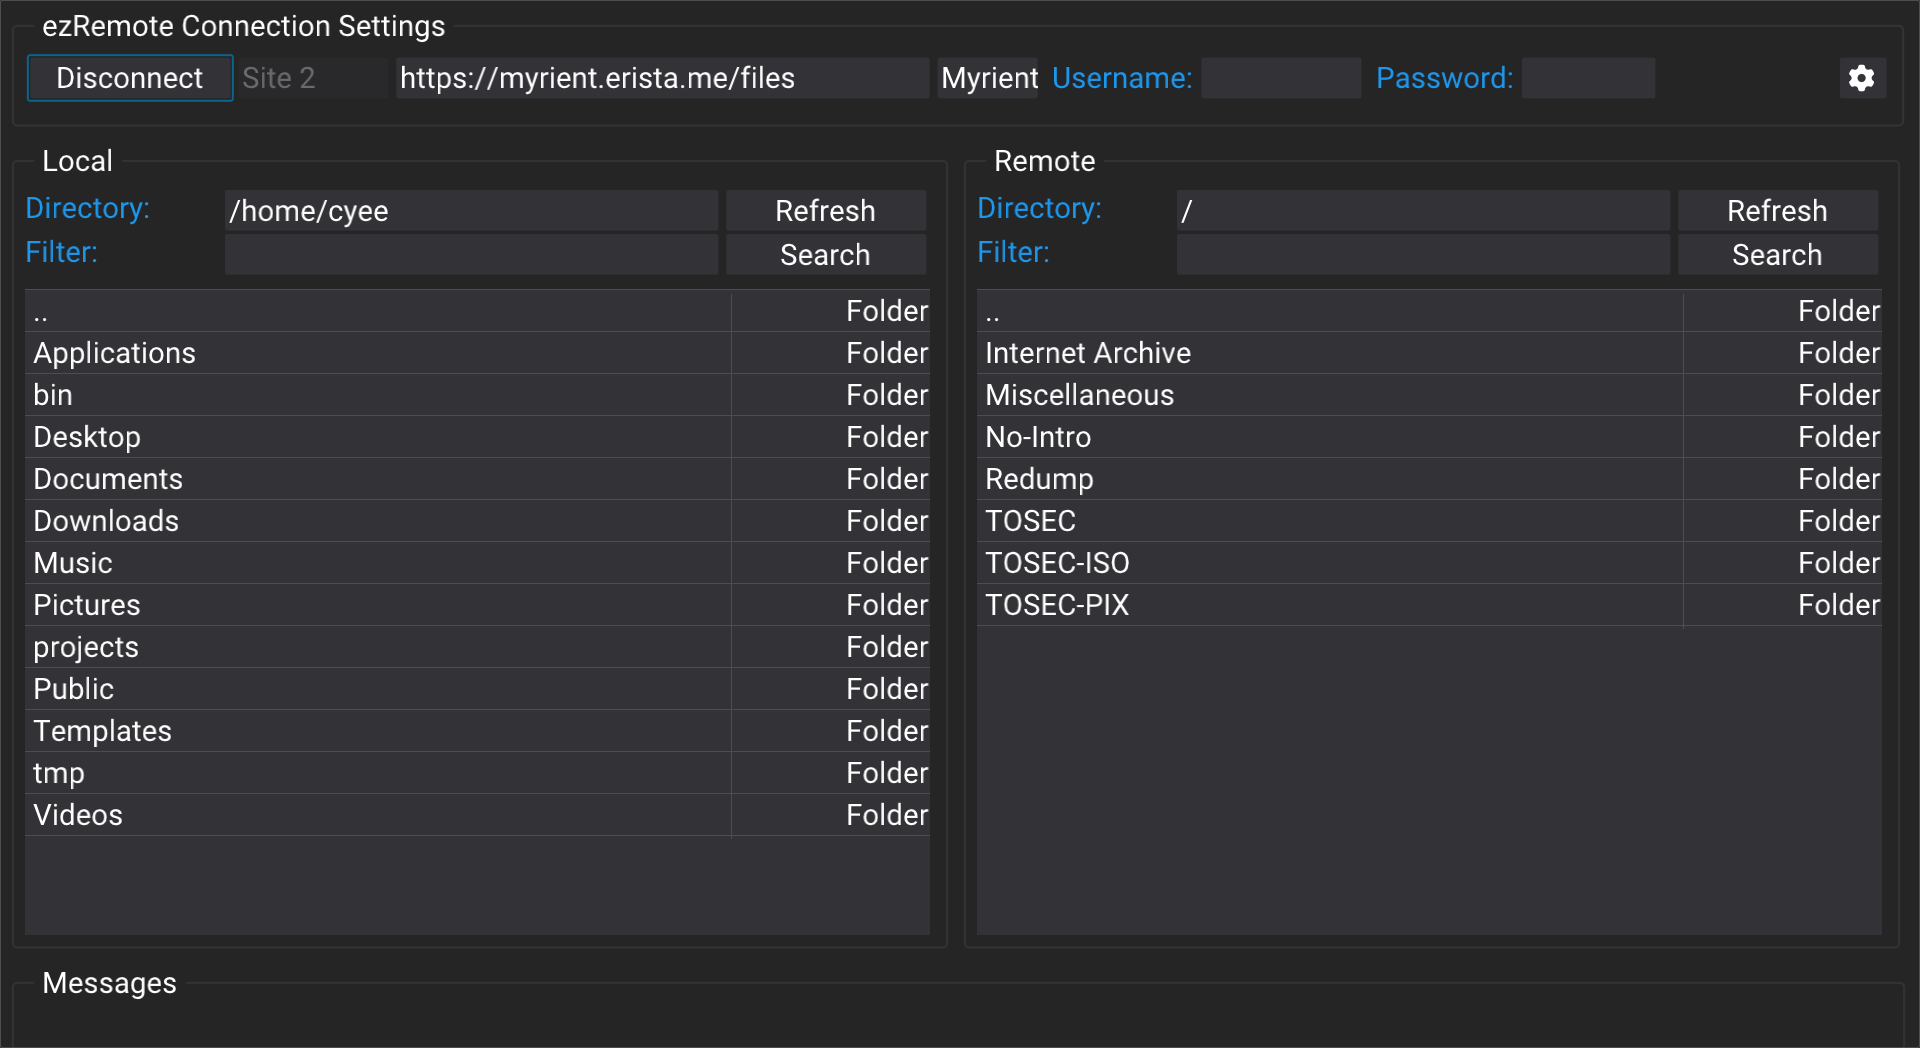 ezRemote Connection Settings
Disconnect Site 2 https://myrient.erista.me/files Myrient Username: Password:
Local
Directory: /home/cyee Refresh
Filter: Search
.. Folder
Applications Folder
bin Folder
Desktop Folder
Documents Folder
Downloads Folder
Music Folder
Pictures Folder
projects Folder
Public Folder
Templates Folder
tmp Folder
Videos Folder
Remote
Directory: / Refresh
Filter: Search
.. Folder
Internet Archive Folder
Miscellaneous Folder
No-Intro Folder
Redump Folder
TOSEC Folder
TOSEC-ISO Folder
TOSEC-PIX Folder
Messages